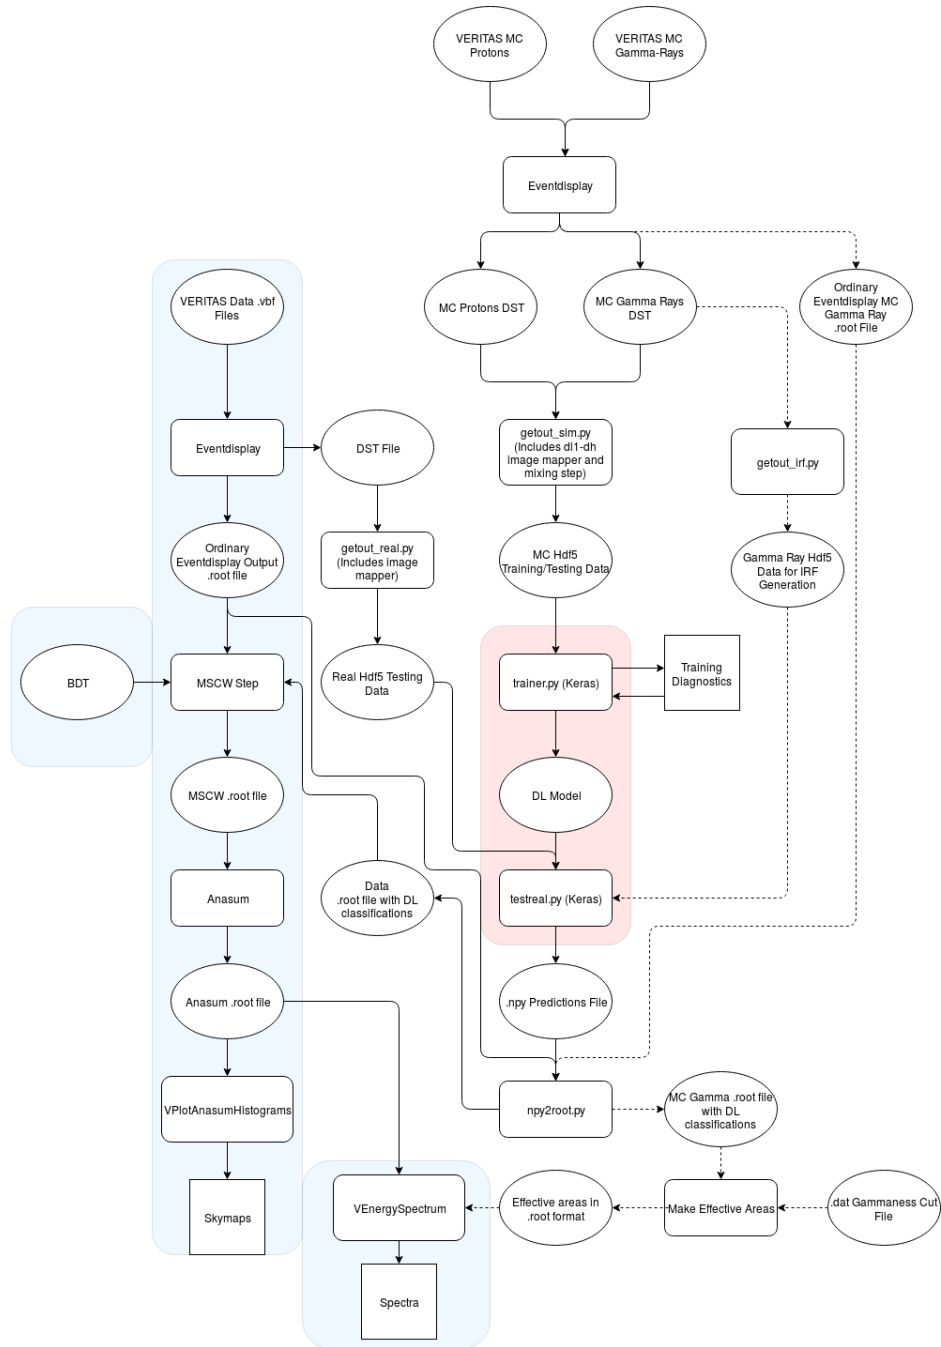 VERITAS MC
Protons
VERITAS MC
Gamma-Rays
Eventdisplay
VERITAS Data .vbf
Files
MC Protons DST
MC Gamma Rays
DST
Ordinary
Eventdisplay MC
Gamma Ray
.root File
Eventdisplay
DST File
getout_sim.py
(Includes dl1-dh
image mapper and
mixing step)
getout_irf.py
Ordinary
Eventdisplay Output
.root file
getout_real.py
(Includes image
mapper)
MC Hdf5
Training/Testing Data
Gamma Ray Hdf5
Data for IRF
Generation
BDT
MSCW Step
Real Hdf5 Testing
Data
trainer.py (Keras)
Training
Diagnostics
MSCW .root file
DL Model
Anasum
Data
.root file with DL
classifications
testreal.py (Keras)
Anasum .root file
.npy Predictions File
VPlotAnasumHistograms
npy2root.py
MC Gamma .root file
with DL
classifications
Skymaps
VEnergySpectrum
Effective areas in
.root format
Make Effective Areas
.dat Gammaness Cut
File
Spectra